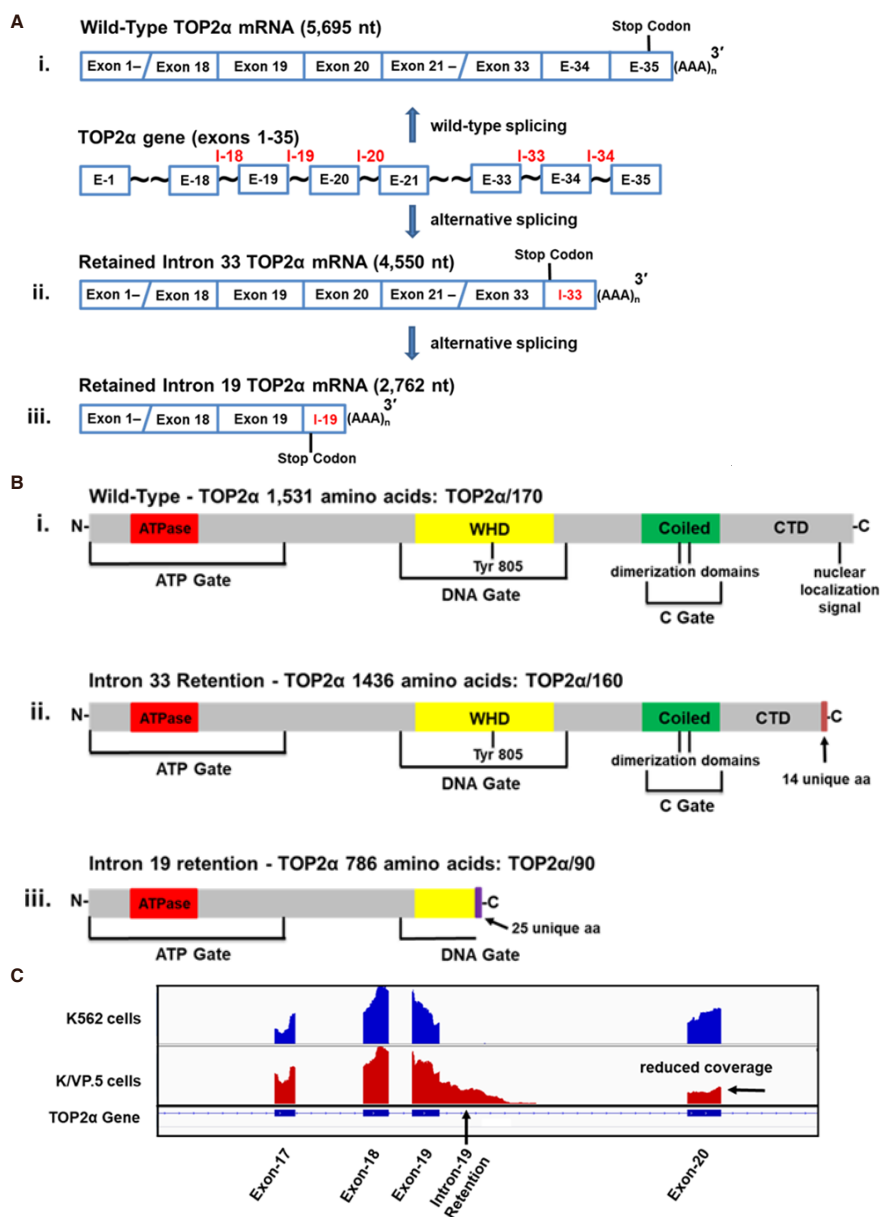 A
Wild-Type TOP2α mRNA (5,695 nt)
Stop Codon
i.
Exon 1– Exon 18 Exon 19 Exon 20 Exon 21 – Exon 33 E-34 E-35 (AAA)n 3′
wild-type splicing
TOP2α gene (exons 1-35)
I-18 I-19 I-20 I-33 I-34
E-1 E-18 E-19 E-20 E-21 E-33 E-34 E-35
alternative splicing
Stop Codon
Retained Intron 33 TOP2α mRNA (4,550 nt)
ii.
Exon 1– Exon 18 Exon 19 Exon 20 Exon 21 – Exon 33 I-33 (AAA)n 3′
alternative splicing
Retained Intron 19 TOP2α mRNA (2,762 nt)
iii.
Exon 1– Exon 18 Exon 19 I-19 (AAA)n 3′
Stop Codon
B
Wild-Type - TOP2α 1,531 amino acids: TOP2α/170
i. N- ATPase WHD Coiled CTD -C
Tyr 805
dimerization domains
nuclear
localization
signal
ATP Gate
DNA Gate
C Gate
Intron 33 Retention - TOP2α 1436 amino acids: TOP2α/160
ii. N- ATPase WHD Coiled CTD -C
Tyr 805
dimerization domains
14 unique aa
ATP Gate
DNA Gate
C Gate
Intron 19 retention - TOP2α 786 amino acids: TOP2α/90
iii. N- ATPase -C
25 unique aa
ATP Gate
DNA Gate
C
K562 cells
K/VP.5 cells
reduced coverage
TOP2α Gene
Exon-17
Exon-18
Exon-19
Intron-19
Retention
Exon-20